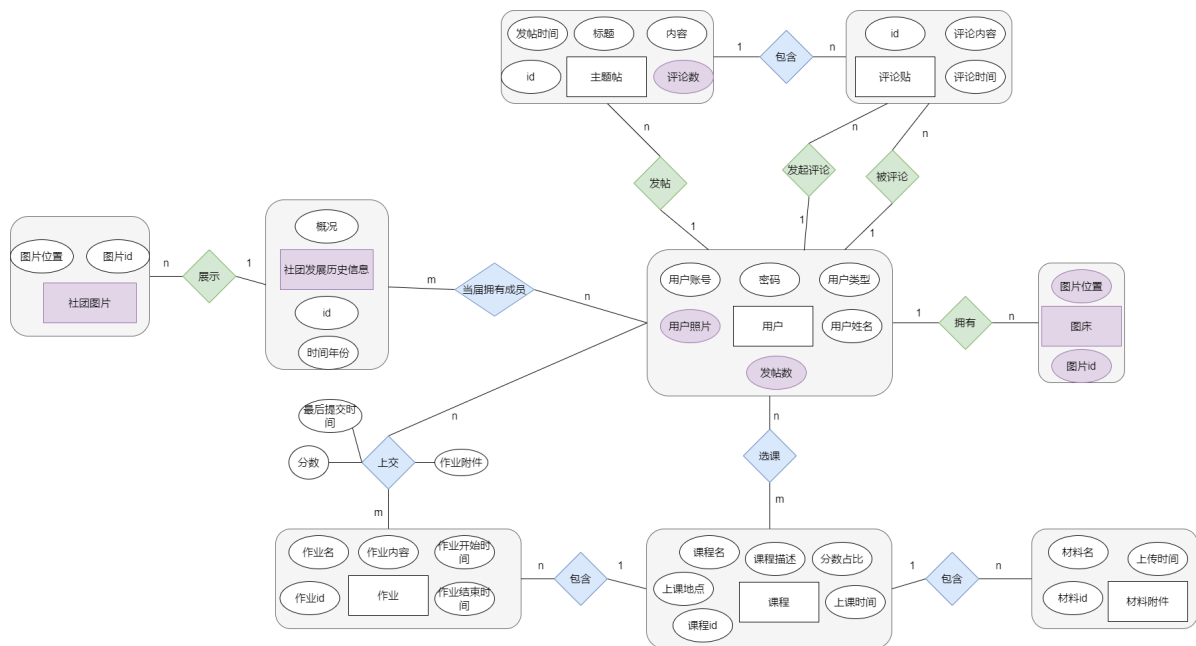 发帖时间
标题
内容
id
主题帖
评论数
1
包含
n
id
评论内容
评论贴
评论时间
n
n
n
发帖
发起评论
被评论
1
1
1
图片位置
图片id
社团图片
n
展示
1
概况
社团发展历史信息
id
时间年份
m
当届拥有成员
n
用户账号
密码
用户类型
用户照片
用户
用户姓名
发帖数
1
拥有
n
图片位置
图床
图片id
最后提交时
间
n
分数
上交
作业附件
m
n
选课
m
作业名
作业内容
作业开始时
间
作业id
作业
作业结束时
间
n
包含
1
课程名
课程描述
分数占比
上课地点
课程
上课时间
课程id
1
包含
n
材料名
上传时间
材料id
材料附件